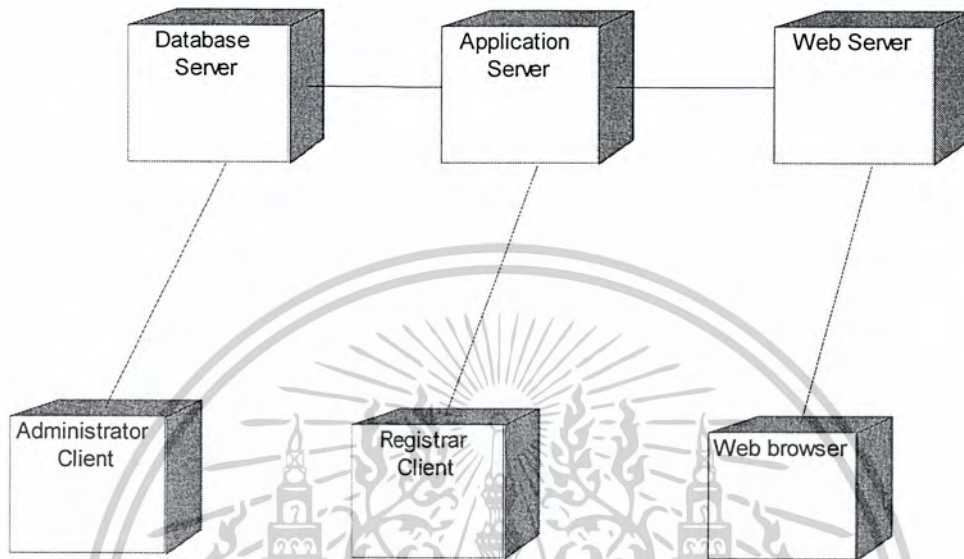 Database
Server
Application
Server
Web Server
Administrator
Client
Registrar
Client
Web browser